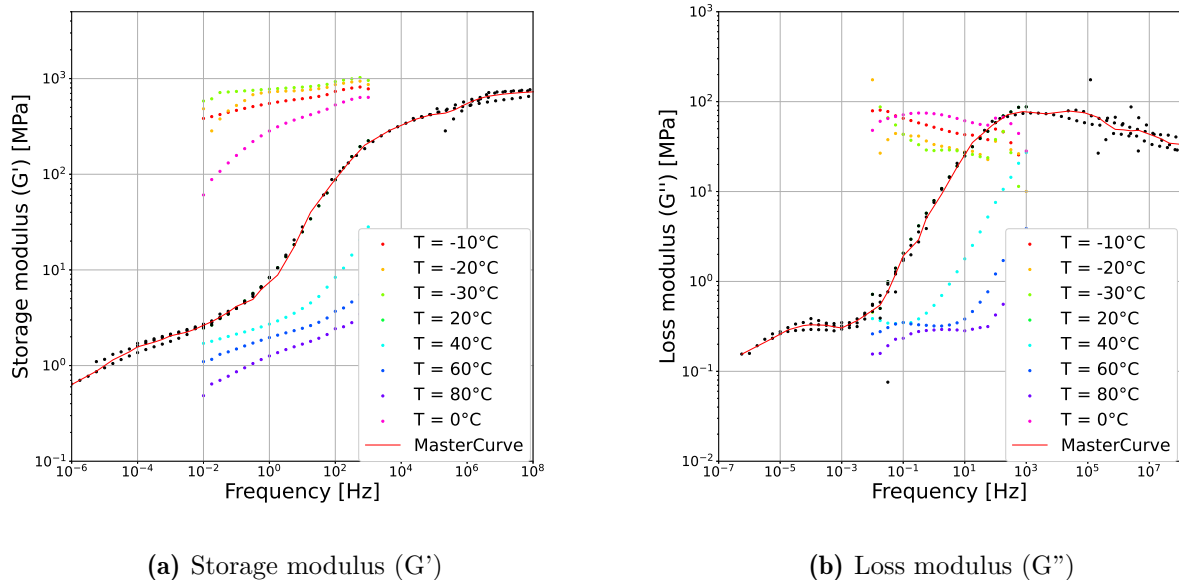 Storage modulus (G') [MPa]
10³
10²
10¹
10⁰
10⁻¹
T = -10°C
T = -20°C
T = -30°C
T = 20°C
T = 40°C
T = 60°C
T = 80°C
T = 0°C
MasterCurve
10⁻⁶ 10⁻⁴ 10⁻² 10⁰ 10² 10⁴ 10⁶ 10⁸
Frequency [Hz]
(a) Storage modulus (G')
Loss modulus (G'') [MPa]
10³
10²
10¹
10⁰
10⁻¹
10⁻²
T = -10°C
T = -20°C
T = -30°C
T = 20°C
T = 40°C
T = 60°C
T = 80°C
T = 0°C
MasterCurve
10⁻⁷ 10⁻⁵ 10⁻³ 10⁻¹ 10¹ 10³ 10⁵ 10⁷
Frequency [Hz]
(b) Loss modulus (G”)